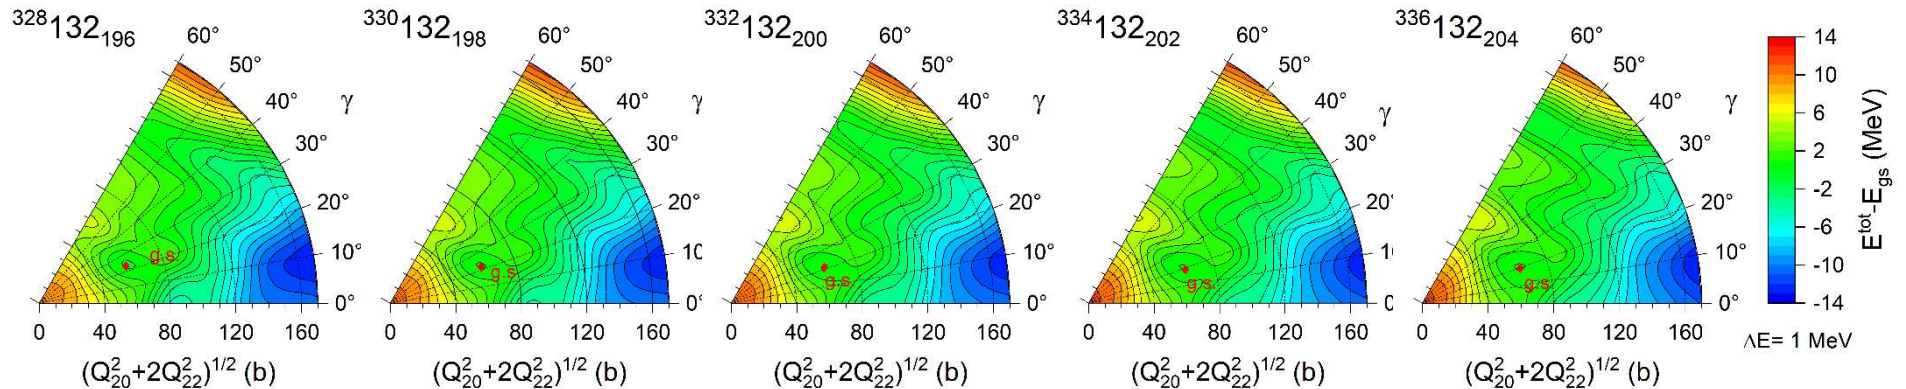 ³²⁸132₁₉₆
60°
50°
40°
γ
30°
20°
10°
0°
g.s
0 40 80 120 160
(Q²₂₀+2Q²₂₂)¹/² (b)
³³⁰132₁₉₈
60°
50°
40°
γ
30°
20°
10°
0°
g.s
0 40 80 120 160
(Q²₂₀+2Q²₂₂)¹/² (b)
³³²132₂₀₀
60°
50°
40°
γ
30°
20°
10°
0°
g.s.
0 40 80 120 160
(Q²₂₀+2Q²₂₂)¹/² (b)
³³⁴132₂₀₂
60°
50°
40°
γ
30°
20°
g.s
0 40 80 120 160
(Q²₂₀+2Q²₂₂)¹/² (b)
³³⁶132₂₀₄
60°
50°
40°
γ
30°
20°
10°
0°
g.s
0 40 80 120 160
(Q²₂₀+2Q²₂₂)¹/² (b)
14
10
6
2
-2
-6
-10
-14
Eᵗᵒᵗ-E_gs (MeV)
ΔE= 1 MeV